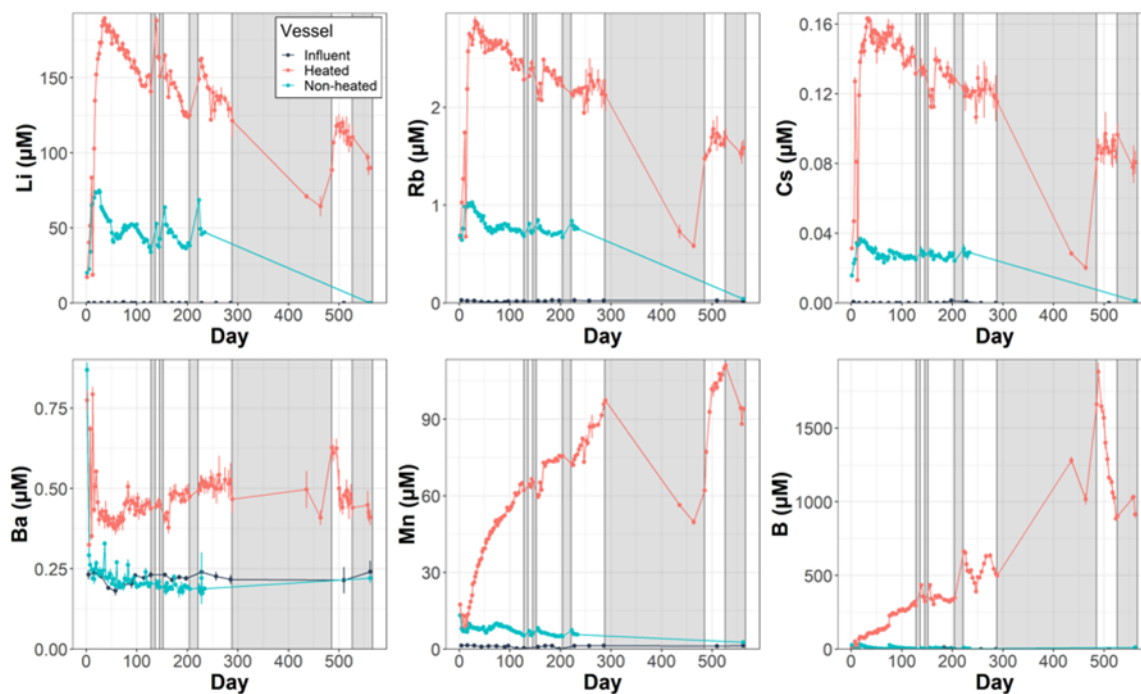 Li (µM)
150
100
50
0
Vessel
Influent
Heated
Non-heated
0 100 200 300 400 500
Day
Rb (µM)
2
1
0
0 100 200 300 400 500
Day
Cs (µM)
0.16
0.12
0.08
0.04
0.00
0 100 200 300 400 500
Day
Ba (µM)
0.75
0.50
0.25
0.00
0 100 200 300 400 500
Day
Mn (µM)
90
60
30
0
0 100 200 300 400 500
Day
B (µM)
1500
1000
500
0
0 100 200 300 400 500
Day